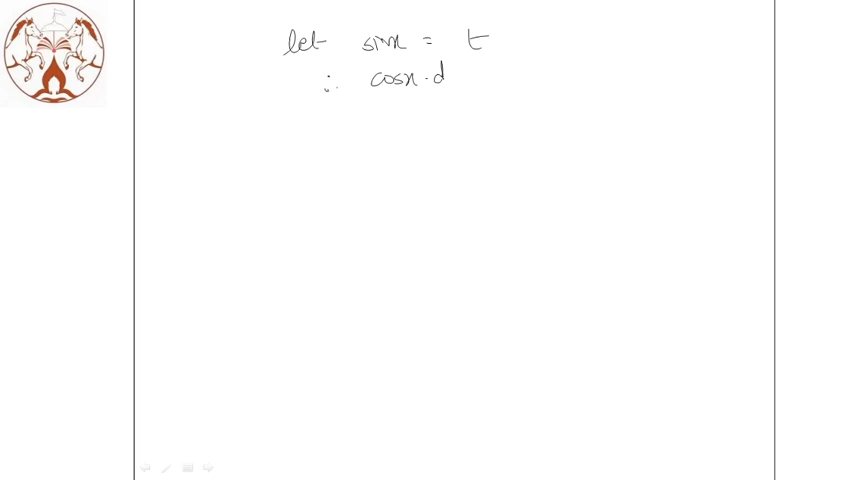 let sinx = t
∴ cosx · d